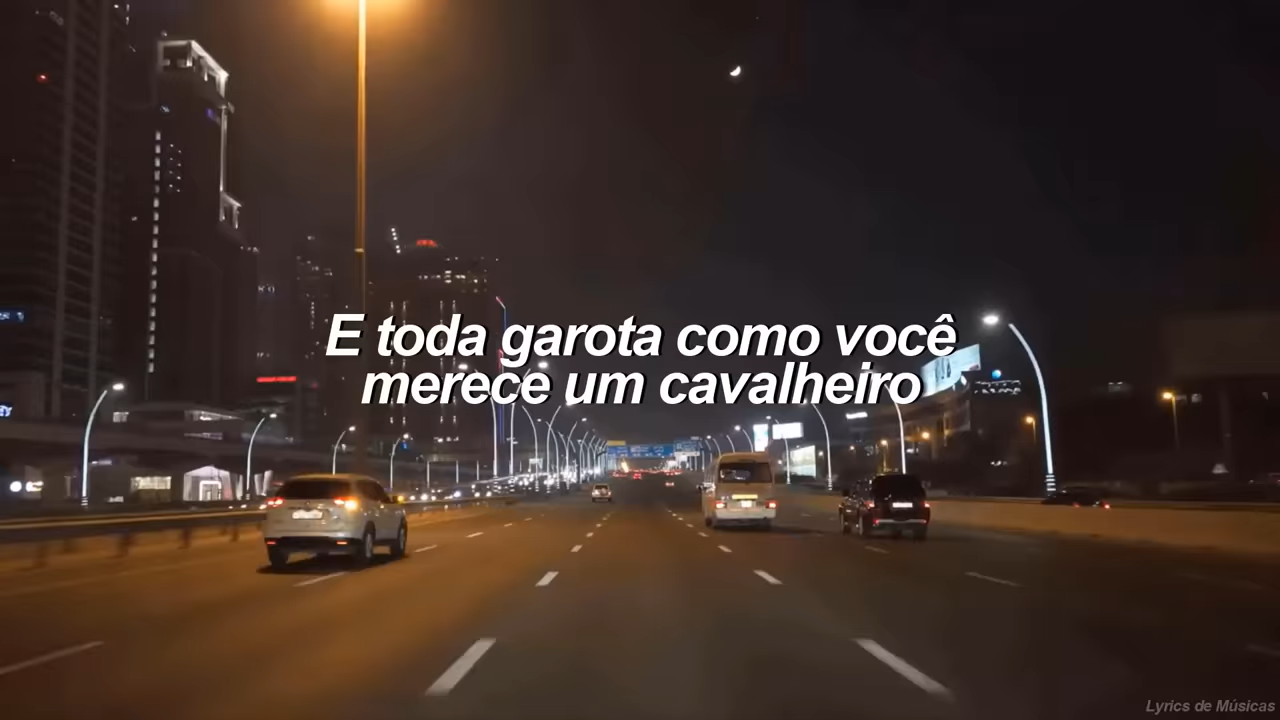 E toda garota como você
merece um cavalheiro
Lyrics de Músicas